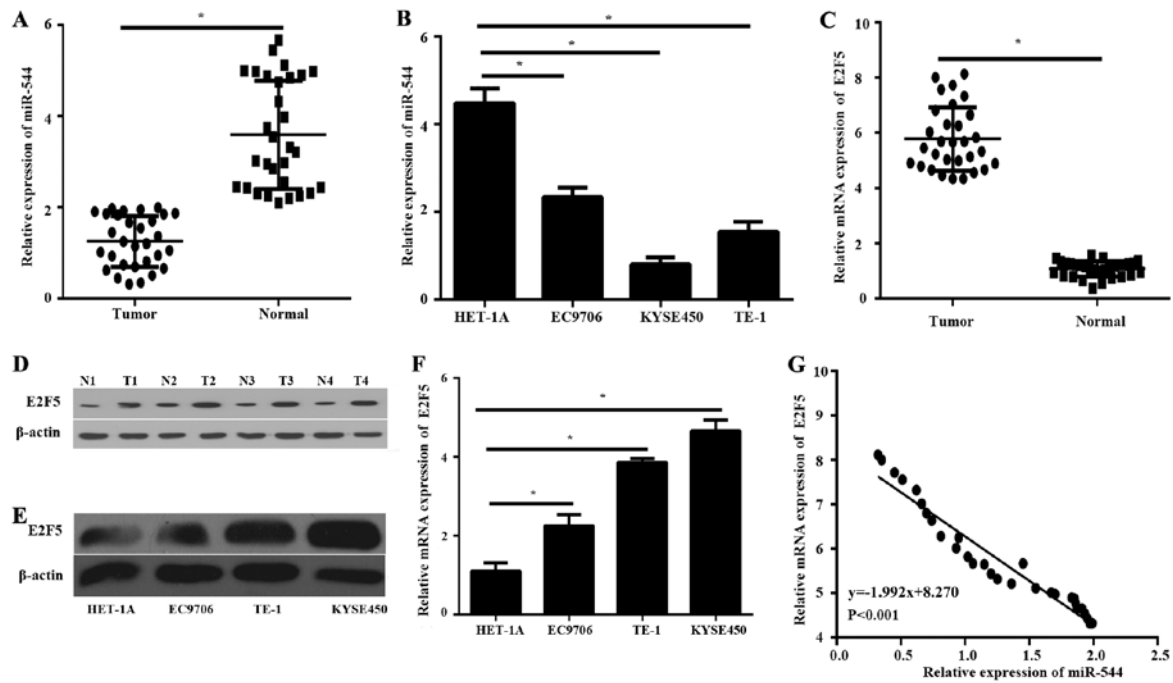 A
*
Relative expression of miR-544
6
4
2
0
Tumor
Normal
B
*
*
*
Relative expression of miR-544
6
4
2
0
HET-1A
EC9706
KYSE450
TE-1
C
*
Relative mRNA expression of E2F5
10
8
6
4
2
0
Tumor
Normal
D
N1 T1 N2 T2 N3 T3 N4 T4
E2F5
β-actin
E
E2F5
β-actin
HET-1A EC9706 TE-1 KYSE450
F
*
*
*
Relative mRNA expression of E2F5
6
4
2
0
HET-1A
EC9706
TE-1
KYSE450
G
Relative mRNA expression of E2F5
10
9
8
7
6
5
4
y=-1.992x+8.270
P<0.001
0.0 0.5 1.0 1.5 2.0 2.5
Relative expression of miR-544